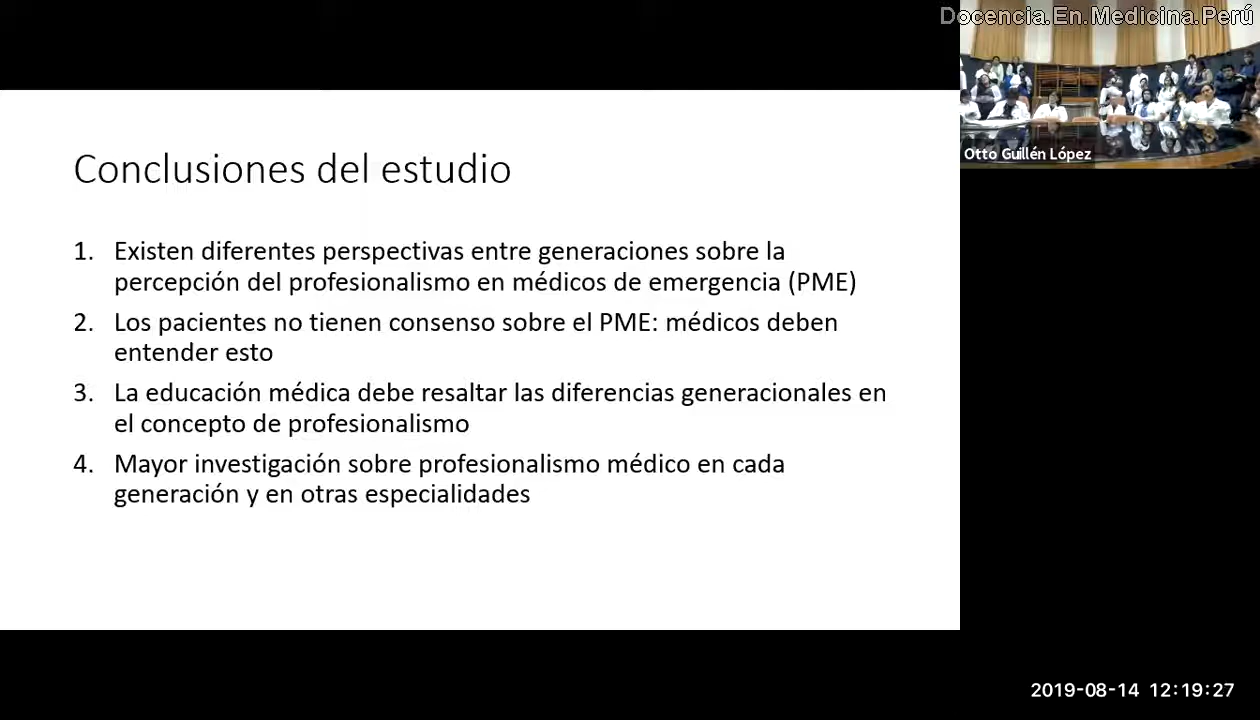 Docencia.En.Medicina.Perú
Otto Guillén López
Conclusiones del estudio
1. Existen diferentes perspectivas entre generaciones sobre la
percepción del profesionalismo en médicos de emergencia (PME)
2. Los pacientes no tienen consenso sobre el PME: médicos deben
entender esto
3. La educación médica debe resaltar las diferencias generacionales en
el concepto de profesionalismo
4. Mayor investigación sobre profesionalismo médico en cada
generación y en otras especialidades
2019-08-14 12:19:27